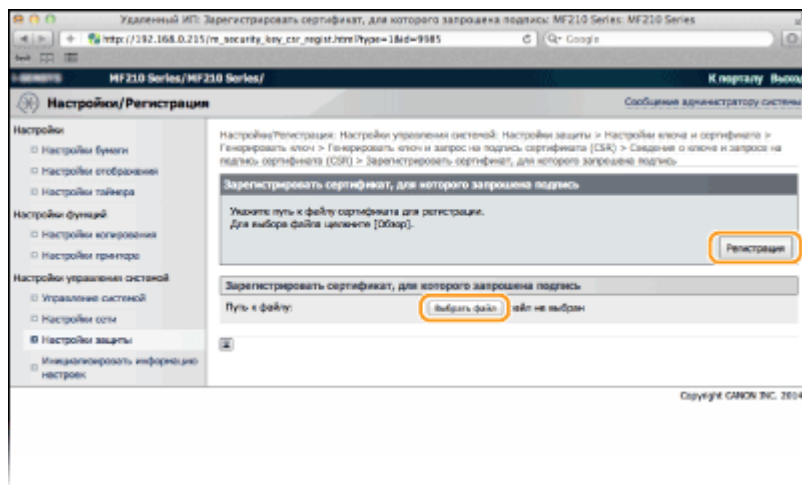 Удаленный ИП: Зарегистрировать сертификат, для которого запрошена подпись: MF210 Series: MF210 Series
http://192.168.0.215/m_security_key_csr_regist.html?type=1&id=9985
Google
MF210 Series/MF210 Series/
К порталу Выход
Настройки/Регистрация
Сообщение администратору системы
Настройки
Настройки бумаги
Настройки отображения
Настройки таймера
Настройки функций
Настройки копирования
Настройки принтера
Настройки управления системой
Управление системой
Настройки сети
Настройки защиты
Инициализировать информацию
настроек
Настройки/Регистрация: Настройки управления системой: Настройки защиты > Настройки ключа и сертификата >
Генерировать ключ > Генерировать ключ и запрос на подпись сертификата (CSR) > Сведения о ключе и запросе на
подпись сертификата (CSR) > Зарегистрировать сертификат, для которого запрошена подпись
Зарегистрировать сертификат, для которого запрошена подпись
Укажите путь к файлу сертификата для регистрации.
Для выбора файла щелкните [Обзор].
Регистрация
Зарегистрировать сертификат, для которого запрошена подпись
Путь к файлу:
Выбрать файл
айл не выбран
Copyright CANON INC. 2014